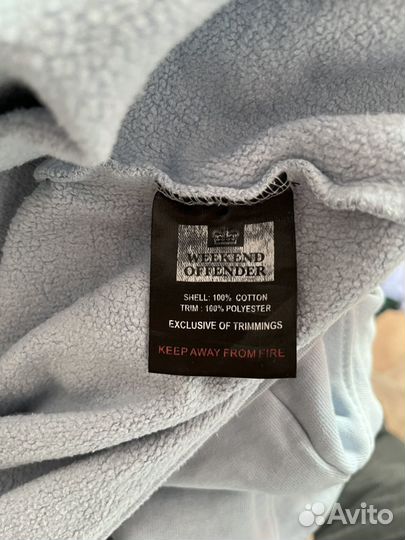 WEEKEND
OFFENDER
SHELL: 100% COTTON
TRIM : 100% POLYESTER
EXCLUSIVE OF TRIMMINGS
KEEP AWAY FROM FIRE
Avito